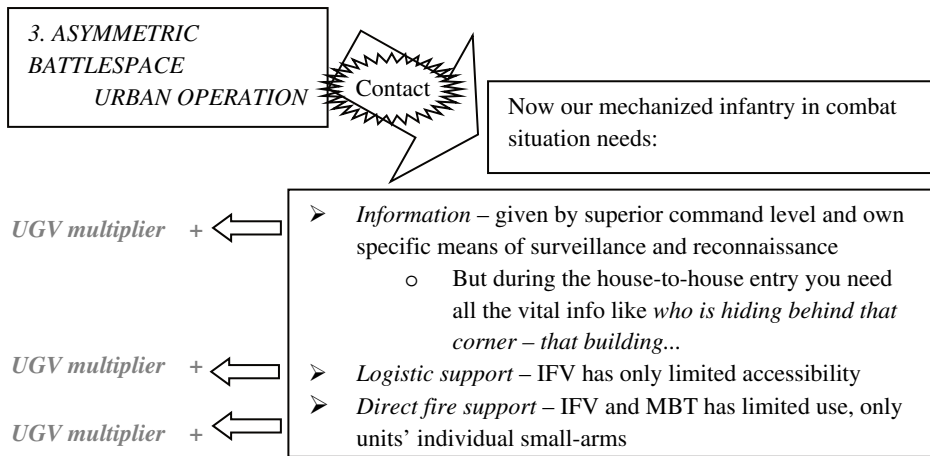 3. ASYMMETRIC
BATTLESPACE
URBAN OPERATION
Contact
Now our mechanized infantry in combat
situation needs:
UGV multiplier +
➢ Information – given by superior command level and own
specific means of surveillance and reconnaissance
o But during the house-to-house entry you need
all the vital info like who is hiding behind that
corner – that building...
UGV multiplier +
➢ Logistic support – IFV has only limited accessibility
UGV multiplier +
➢ Direct fire support – IFV and MBT has limited use, only
units’ individual small-arms